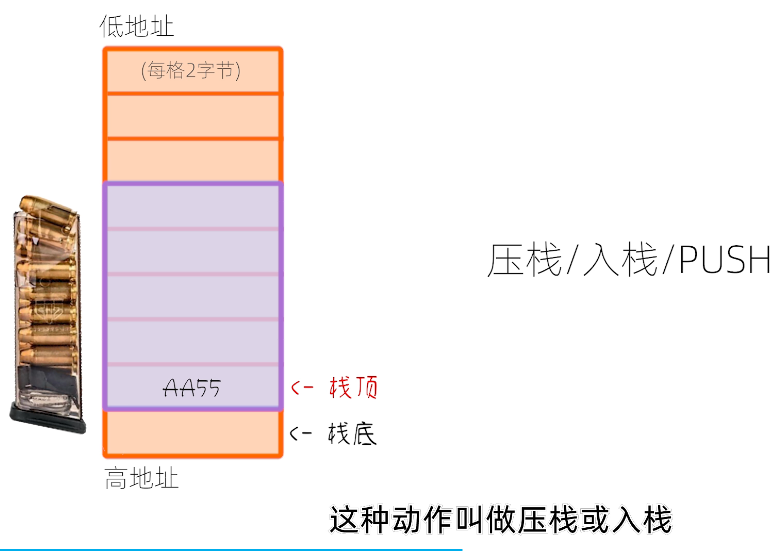 低地址
(每格2字节)
压栈/入栈/PUSH
AA55
<- 栈顶
<- 栈底
高地址
这种动作叫做压栈或入栈